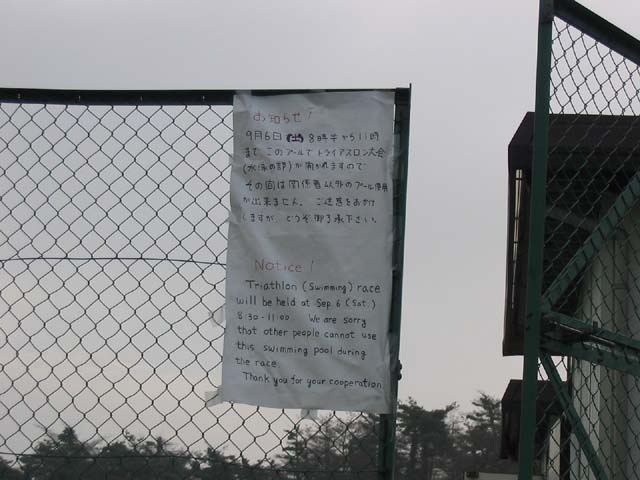 お知らせ!
9月6日(土) 8時半から11時
まで このプールで トライアスロン大会
(水泳の部)が開かれますので
その間は関係者以外のプール使用
が出来ません。ご迷惑をおかけ
しますが、どうぞ御了承下さい。
Notice!
Triathlon (Swimming) race
will be held at Sep. 6 (Sat.)
8:30-11:00 We are sorry
that other people cannot use
this swimming pool during
the race
Thank you for your cooperation